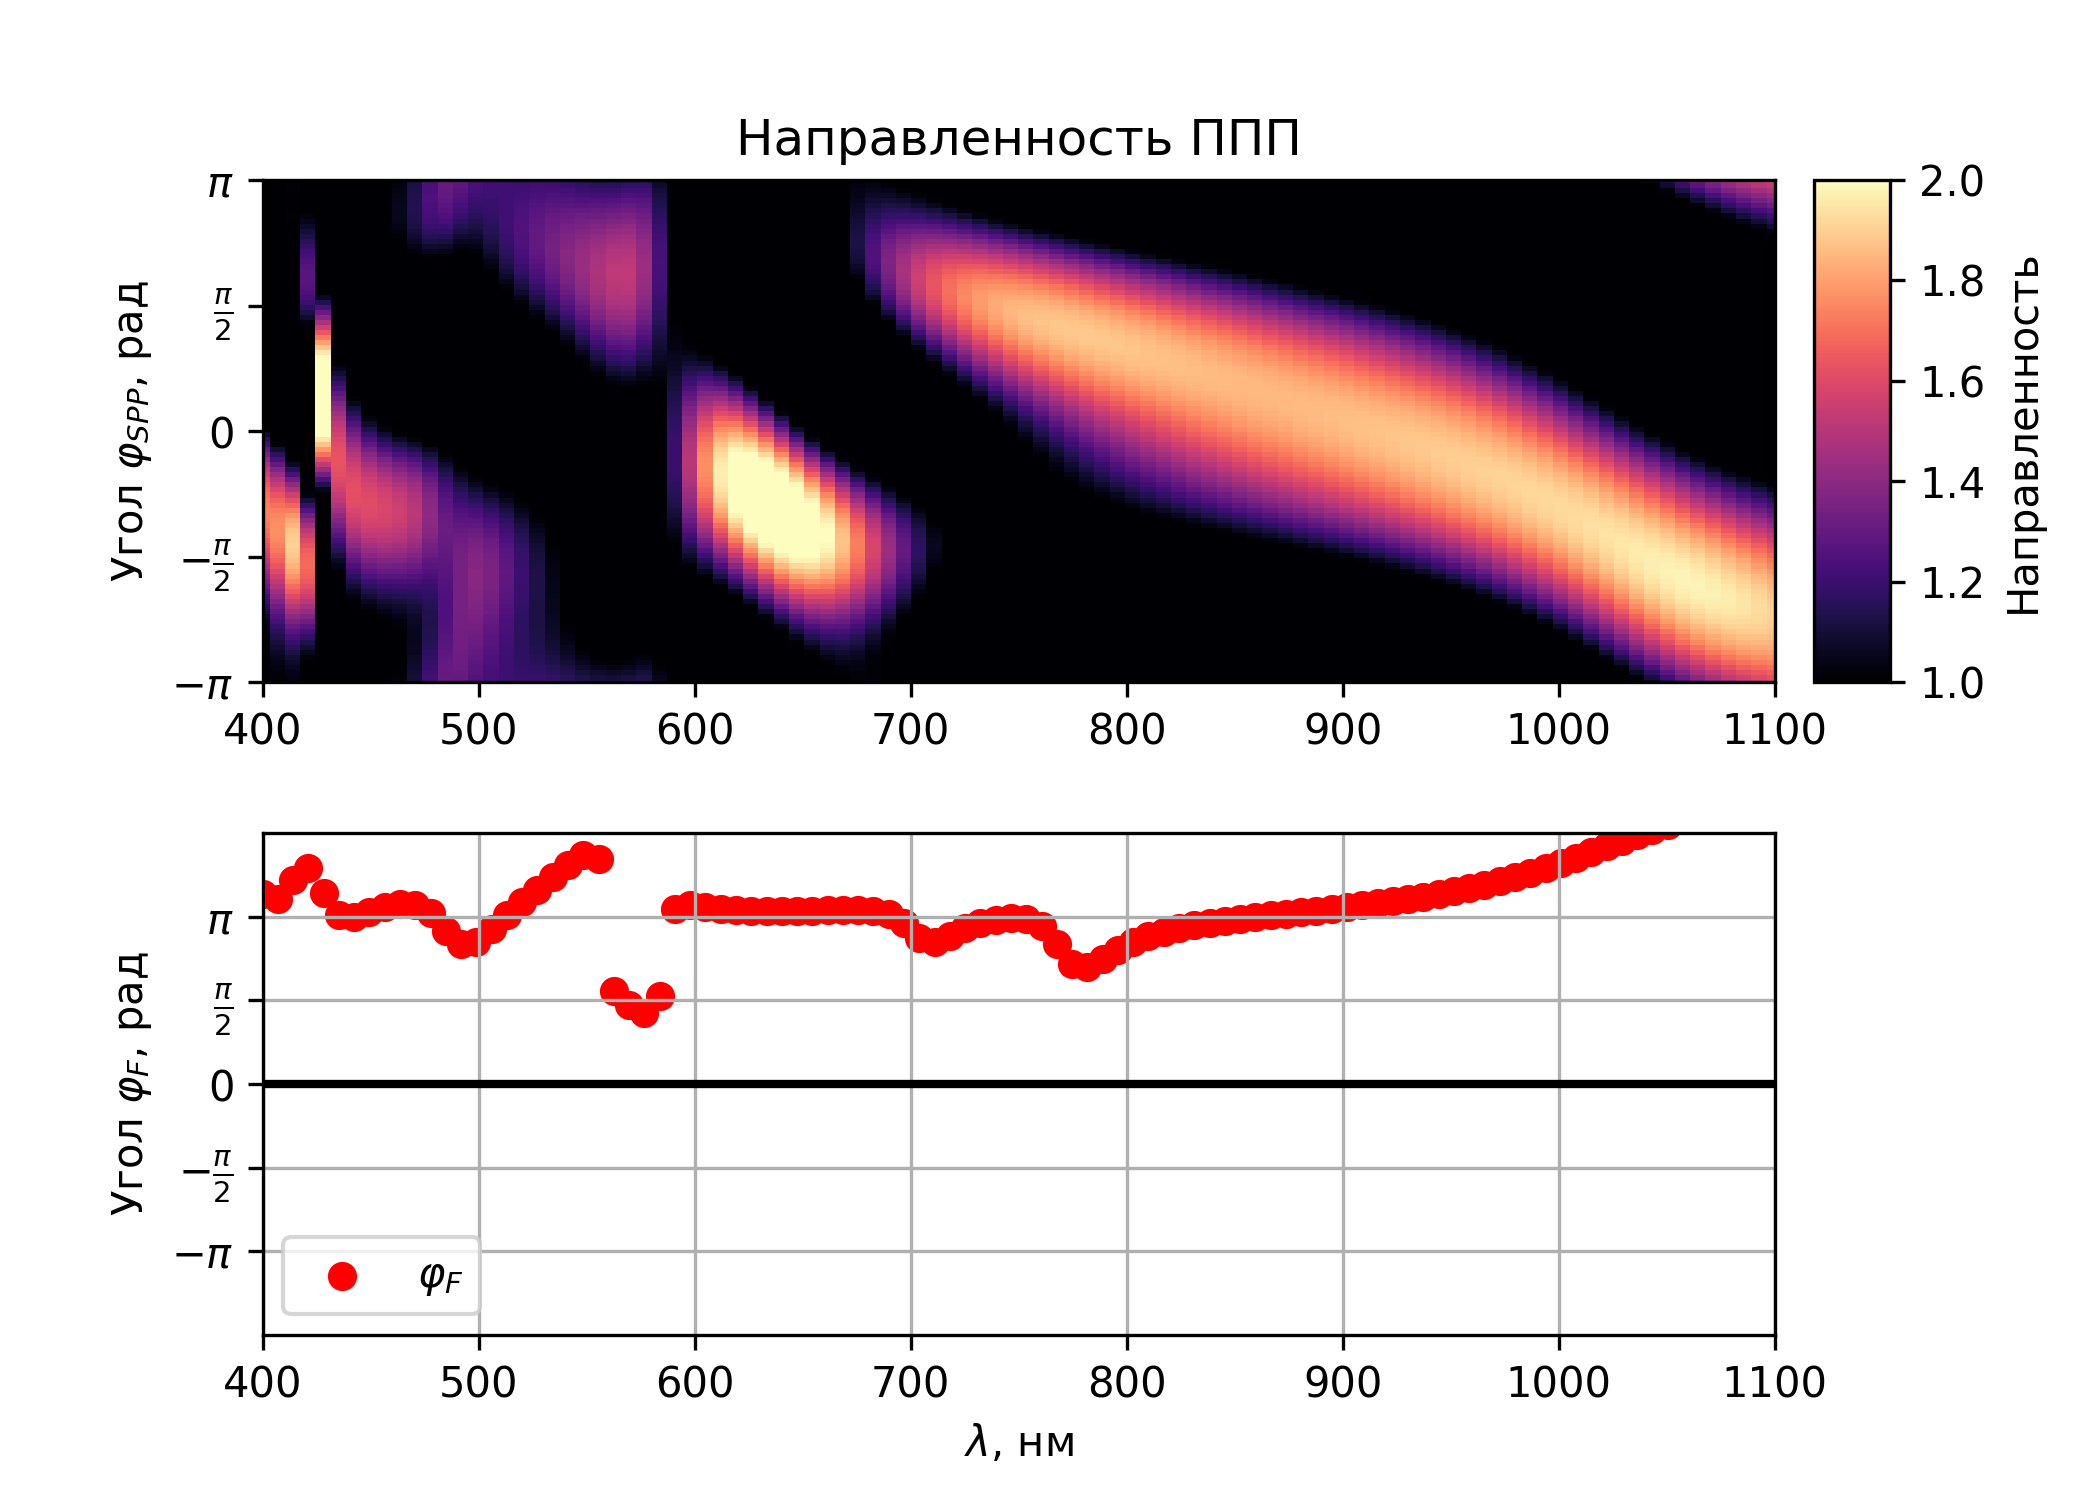 Направленность ППП
π
π/2
0
−π/2
−π
Угол φ_SPP, рад
400 500 600 700 800 900 1000 1100
2.0
1.8
1.6
1.4
1.2
1.0
Направленность
π
π/2
0
−π/2
−π
Угол φ_F, рад
φ_F
400 500 600 700 800 900 1000 1100
λ, нм